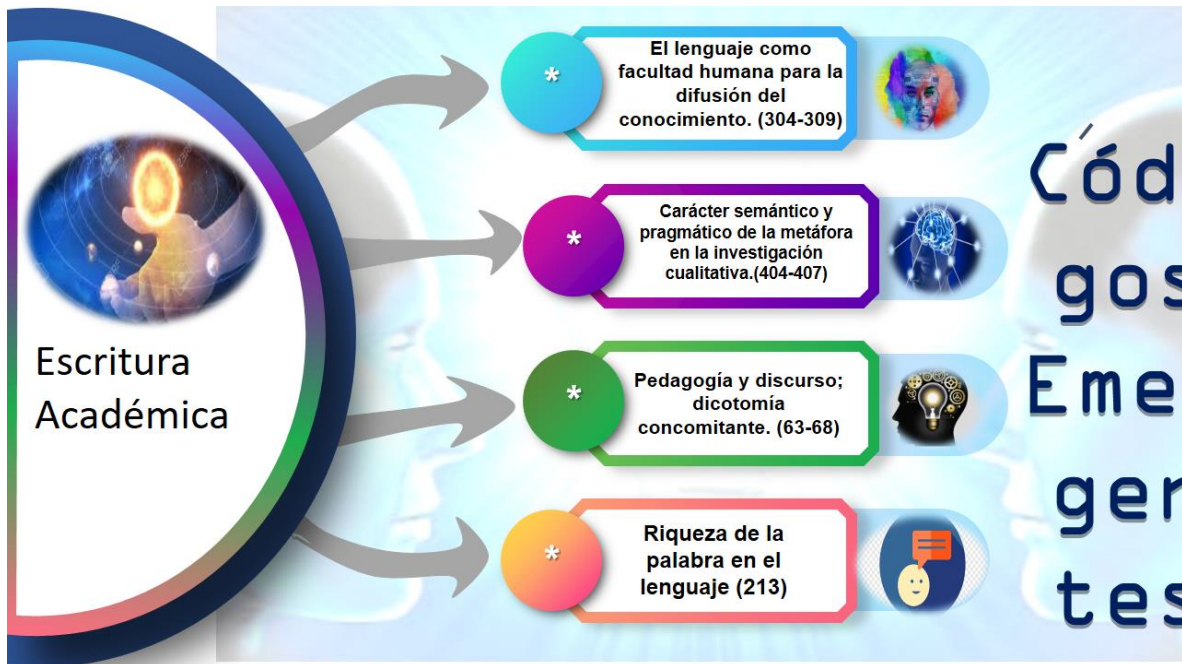 Escritura
Académica
*
El lenguaje como
facultad humana para la
difusión del
conocimiento. (304-309)
*
Carácter semántico y
pragmático de la metáfora
en la investigación
cualitativa.(404-407)
*
Pedagogía y discurso;
dicotomía
concomitante. (63-68)
*
Riqueza de la
palabra en el
lenguaje (213)
Cód
gos
Eme
ger
tes